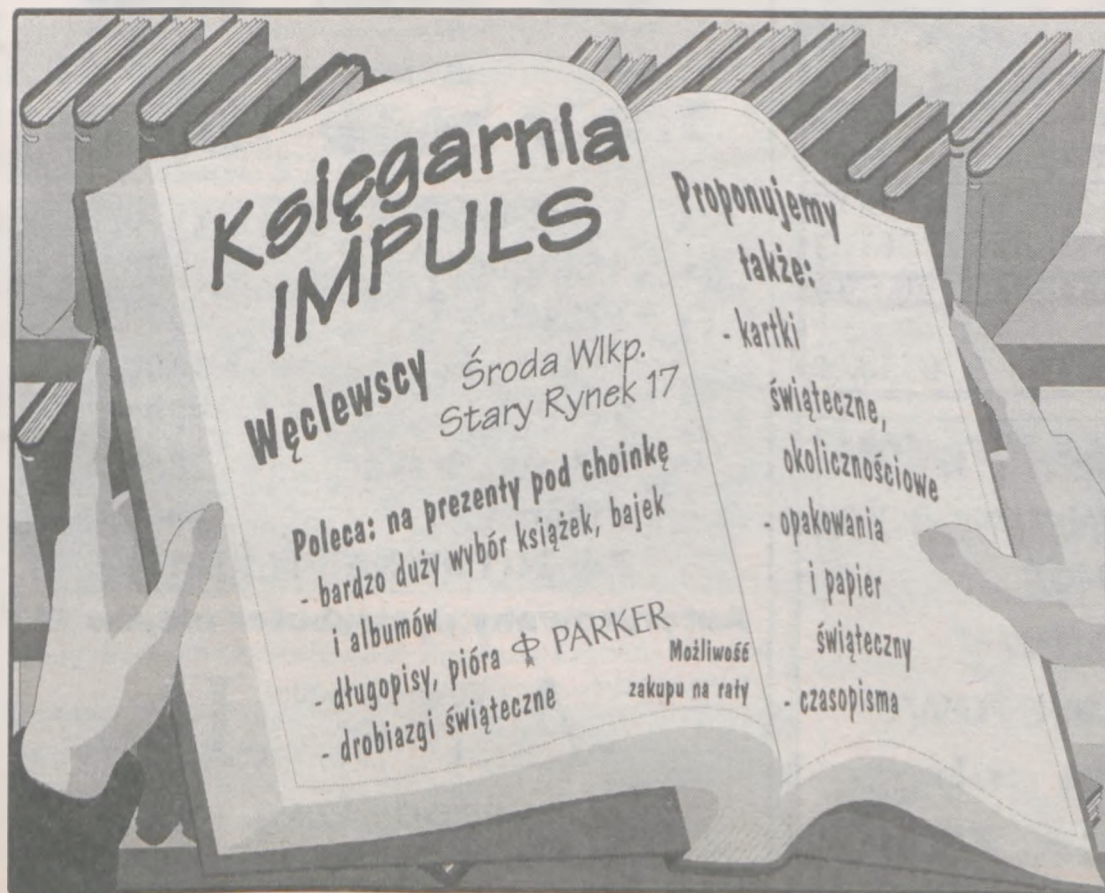 Księgarnia
IMPULS
Węclewscy
Środa Wlkp.
Stary Rynek 17
Poleca: na prezenty pod choinkę
- bardzo duży wybór książek, bajek
i albumów
- długopisy, pióra PARKER
- drobiazgi świąteczne
Możliwość
zakupu na raty
Proponujemy
także:
- kartki
świąteczne,
okolicznościowe
- opakowania
i papier
świąteczny
- czasopisma